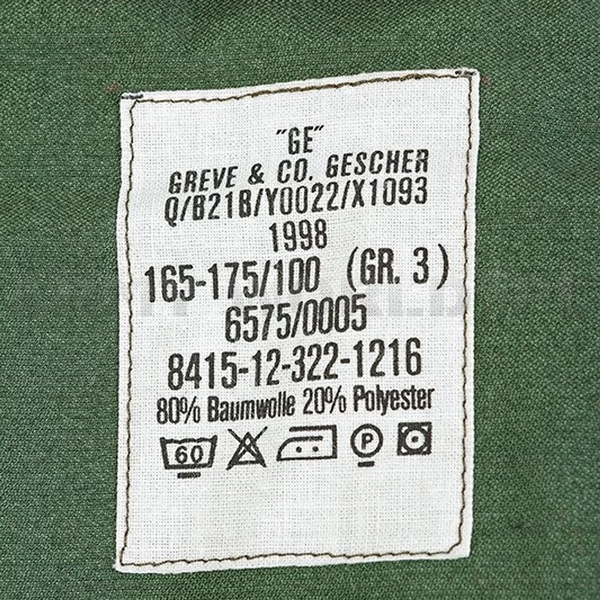 "GE"
GREVE & CO. GESCHER
Q/B21B/Y0022/X1093
1998
165-175/100 (GR. 3)
6575/0005
8415-12-322-1216
80% Baumwolle 20% Polyester
60 P